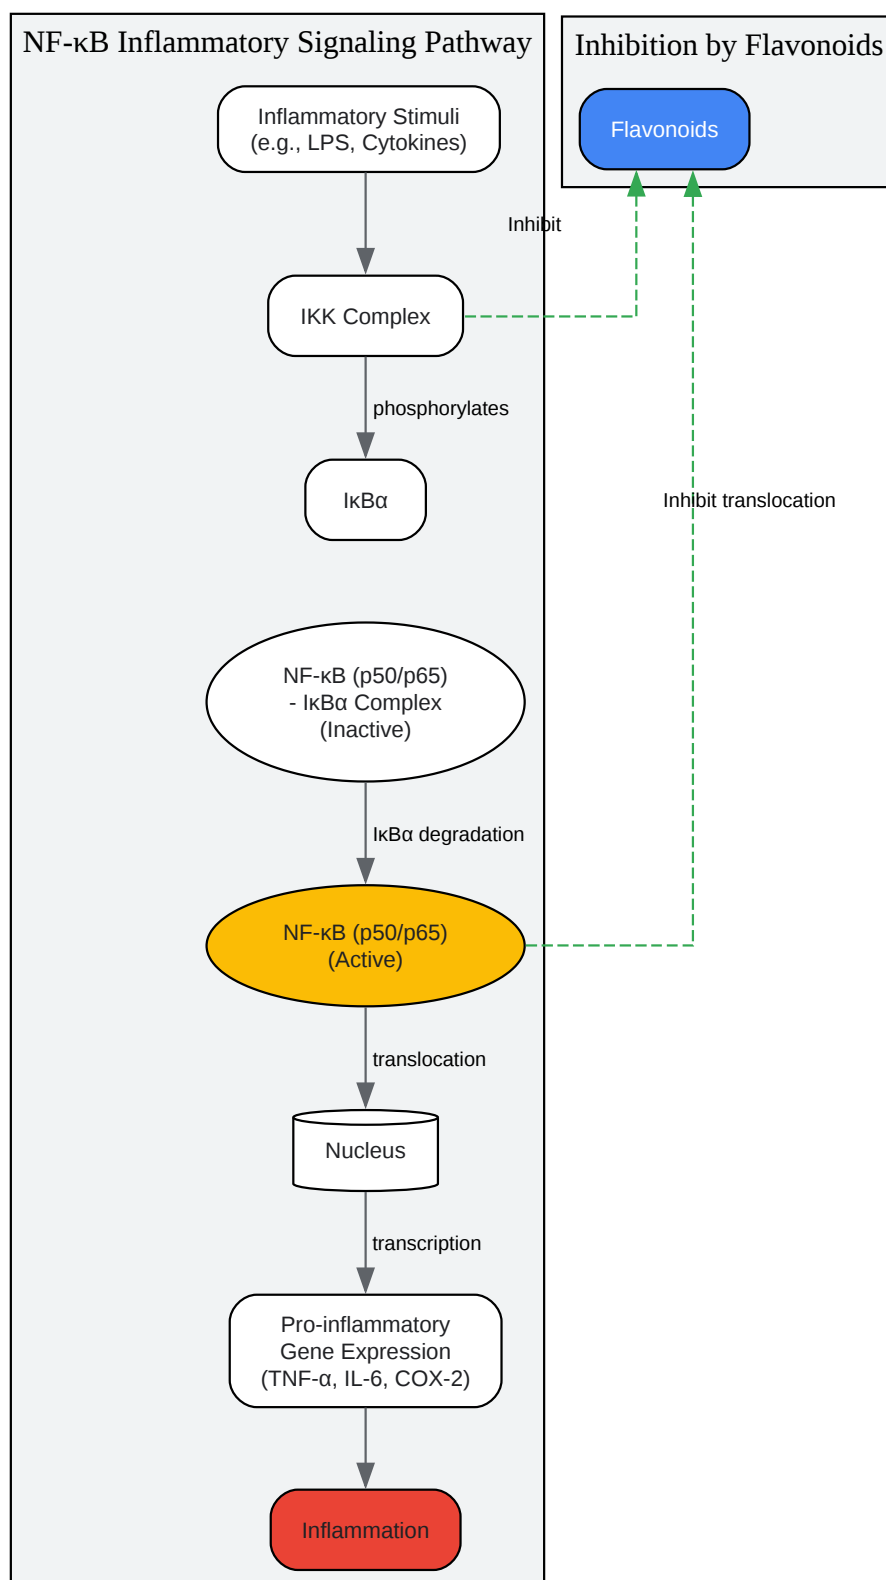 NF-κB Inflammatory Signaling Pathway
Inflammatory Stimuli
(e.g., LPS, Cytokines)
IKK Complex
phosphorylates
IκBα
NF-κB (p50/p65)
- IκBα Complex
(Inactive)
IκBα degradation
NF-κB (p50/p65)
(Active)
translocation
Nucleus
transcription
Pro-inflammatory
Gene Expression
(TNF-α, IL-6, COX-2)
Inflammation
Inhibition by Flavonoids
Flavonoids
Inhibit
Inhibit translocation